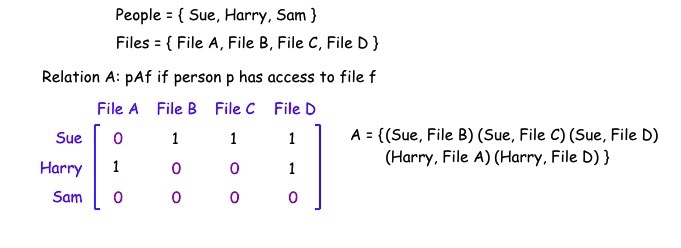 People = { Sue, Harry, Sam }
Files = { File A, File B, File C, File D }
Relation A: pAf if person p has access to file f
File A File B File C File D
Sue 0 1 1 1
Harry 1 0 0 1
Sam 0 0 0 0
A = {(Sue, File B) (Sue, File C) (Sue, File D)
(Harry, File A) (Harry, File D) }